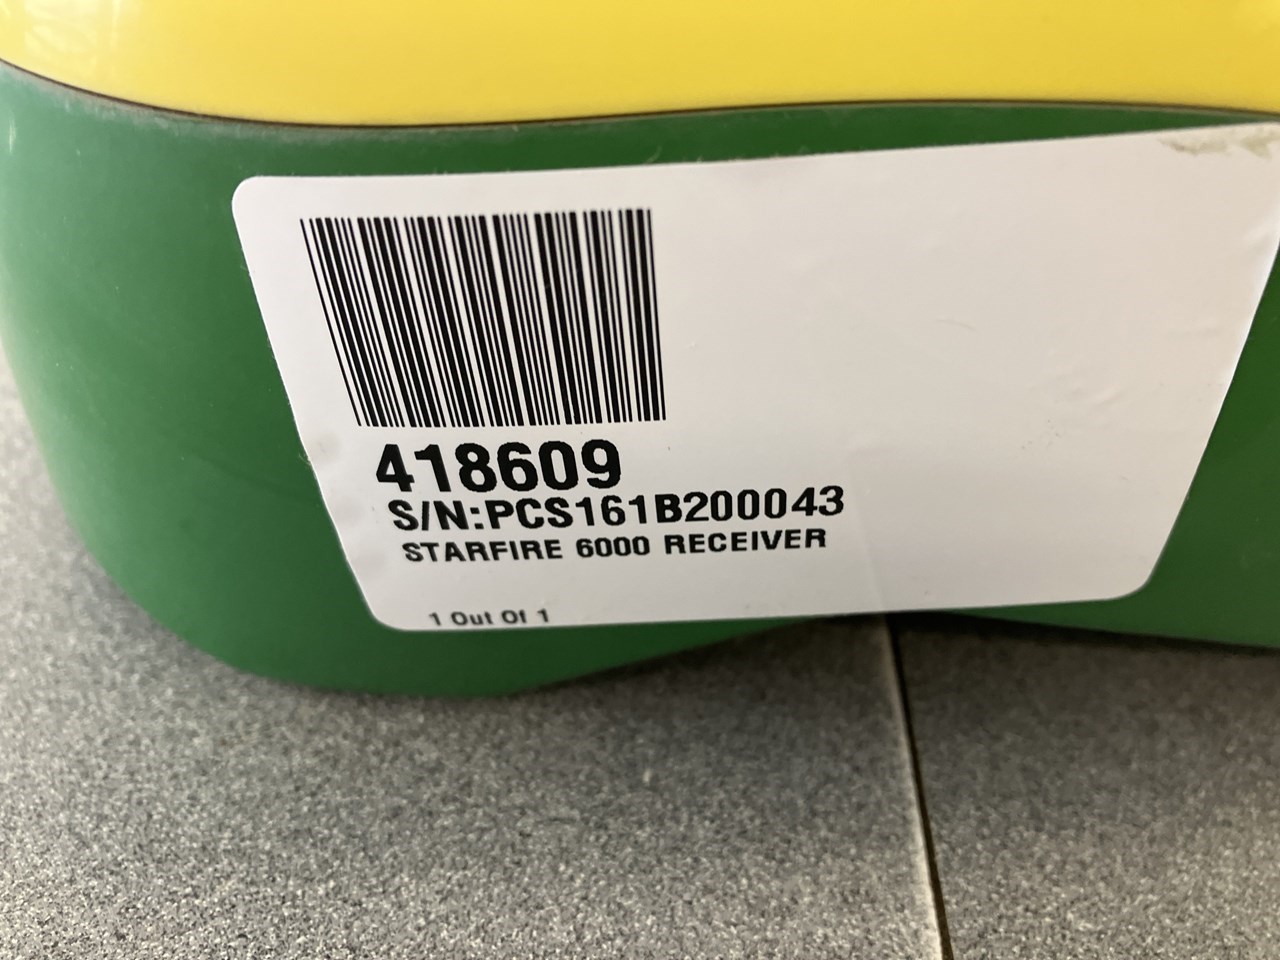 418609
S/N:PCS161B200043
STARFIRE 6000 RECEIVER
1 Out Of 1